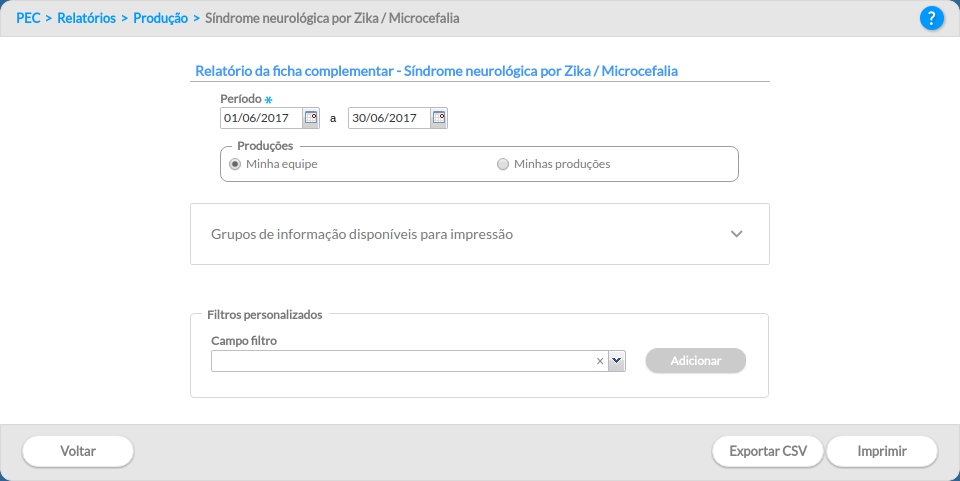 PEC > Relatórios > Produção > Síndrome neurológica por Zika / Microcefalia
?
Relatório da ficha complementar - Síndrome neurológica por Zika / Microcefalia
Período *
01/06/2017 a 30/06/2017
Produções
Minha equipe Minhas produções
Grupos de informação disponíveis para impressão
Filtros personalizados
Campo filtro
× Adicionar
Voltar Exportar CSV Imprimir